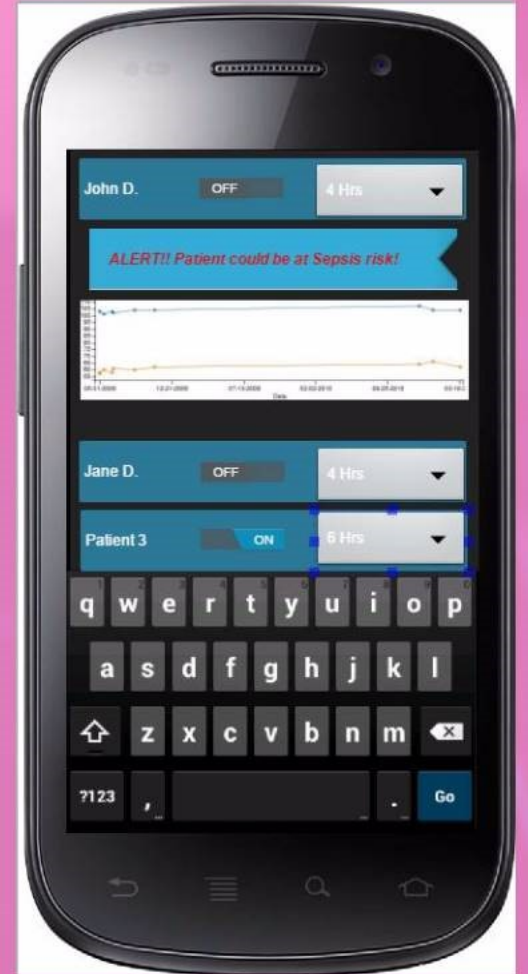 John D.
OFF
4 Hrs
ALERT!! Patient could be at Sepsis risk!
Date
Jane D.
OFF
4 Hrs
Patient 3
ON
6 Hrs
q w e r t y u i o p
a s d f g h j k l
z x c v b n m
?123 , . Go